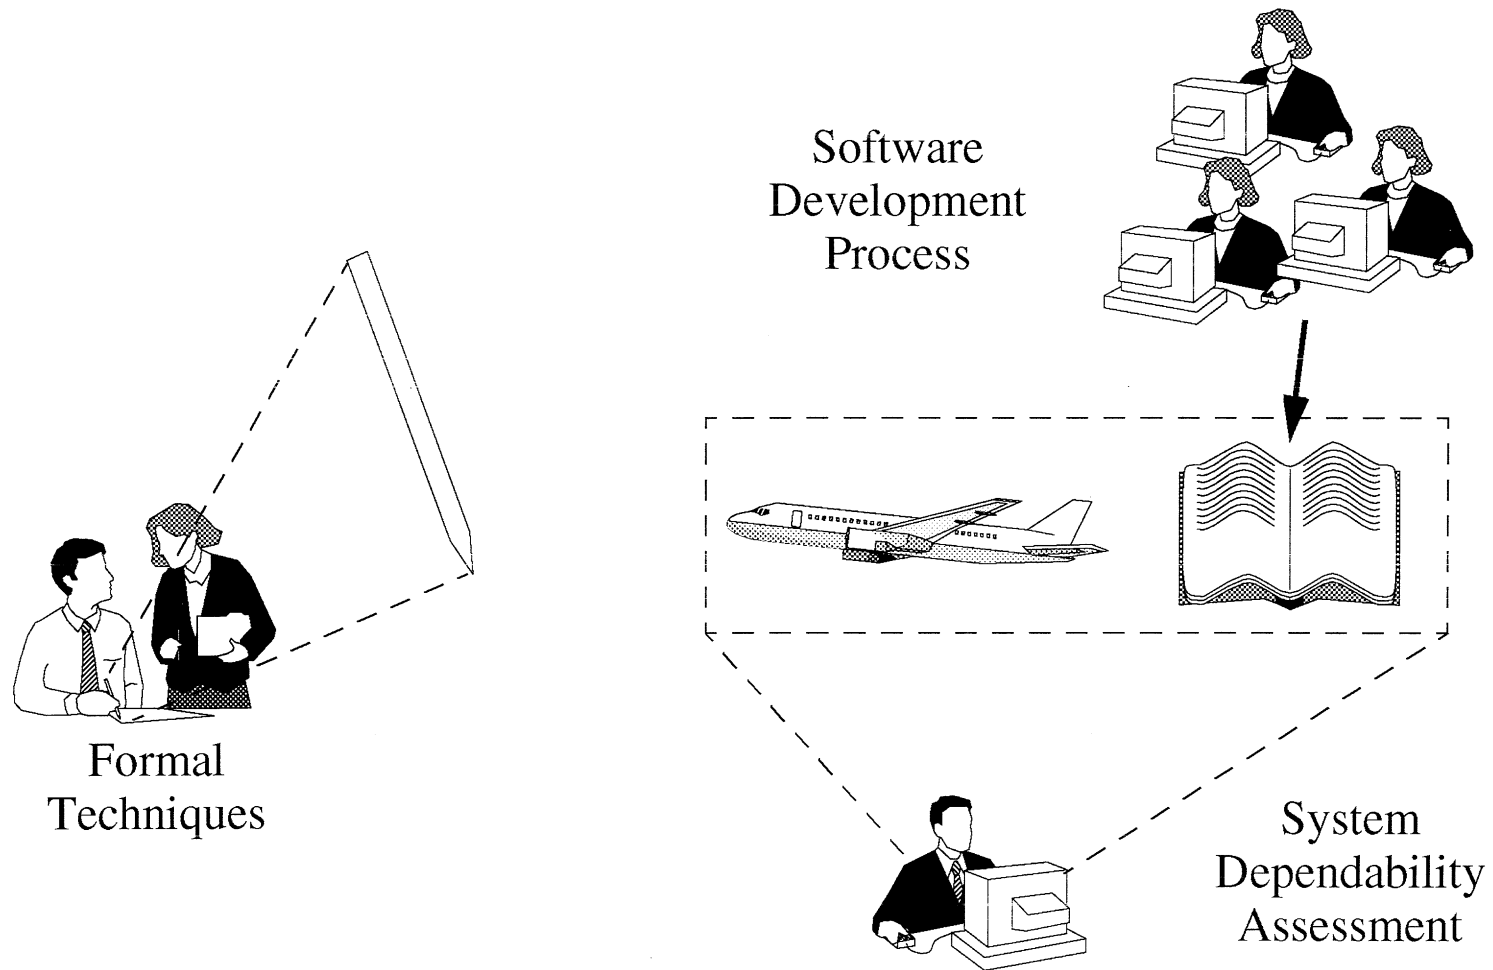 Software
Development
Process
Formal
Techniques
System
Dependability
Assessment